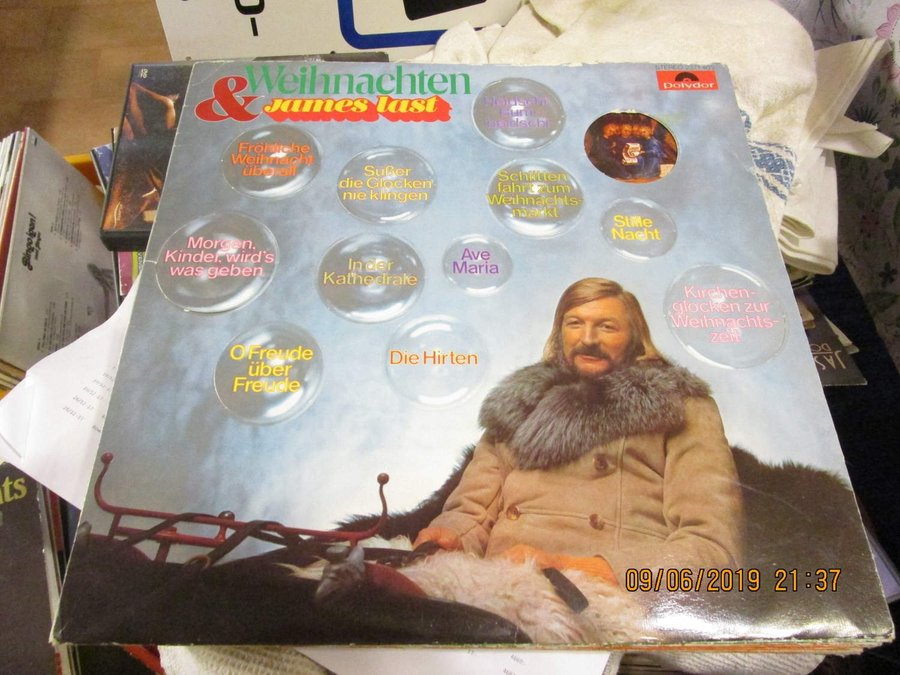 Weihnachten
& James Last
STEREO
Polydor
Fröhliche
Weihnacht
überall
Süßer
die Glocken
nie klingen
Schlitten
fahrt zum
Weihnachts-
markt
Stille
Nacht
Morgen,
Kinder, wird's
was geben
In der
Kathedrale
Ave
Maria
Kirchen-
glocken zur
Weihnachts-
zeit
O Freude
über
Freude
Die Hirten
09/06/2019 21:37